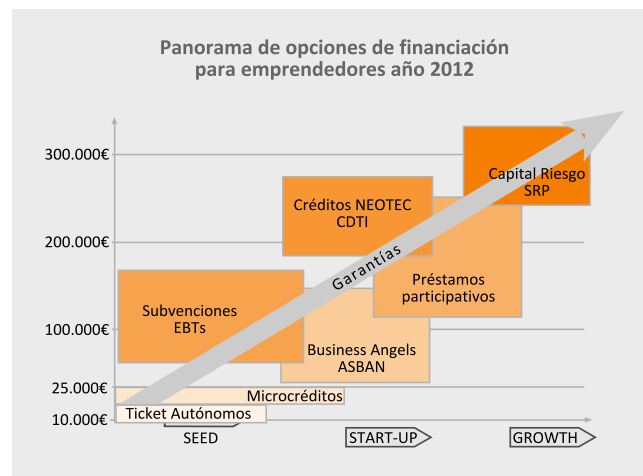 Panorama de opciones de financiación
para emprendedores año 2012
300.000€
Capital Riesgo
SRP
Créditos NEOTEC
CDTI
200.000€
Garantías
Préstamos
participativos
Subvenciones
EBTs
100.000€
Business Angels
ASBAN
25.000€
Microcréditos
Ticket Autónomos
10.000€
SEED
START-UP
GROWTH